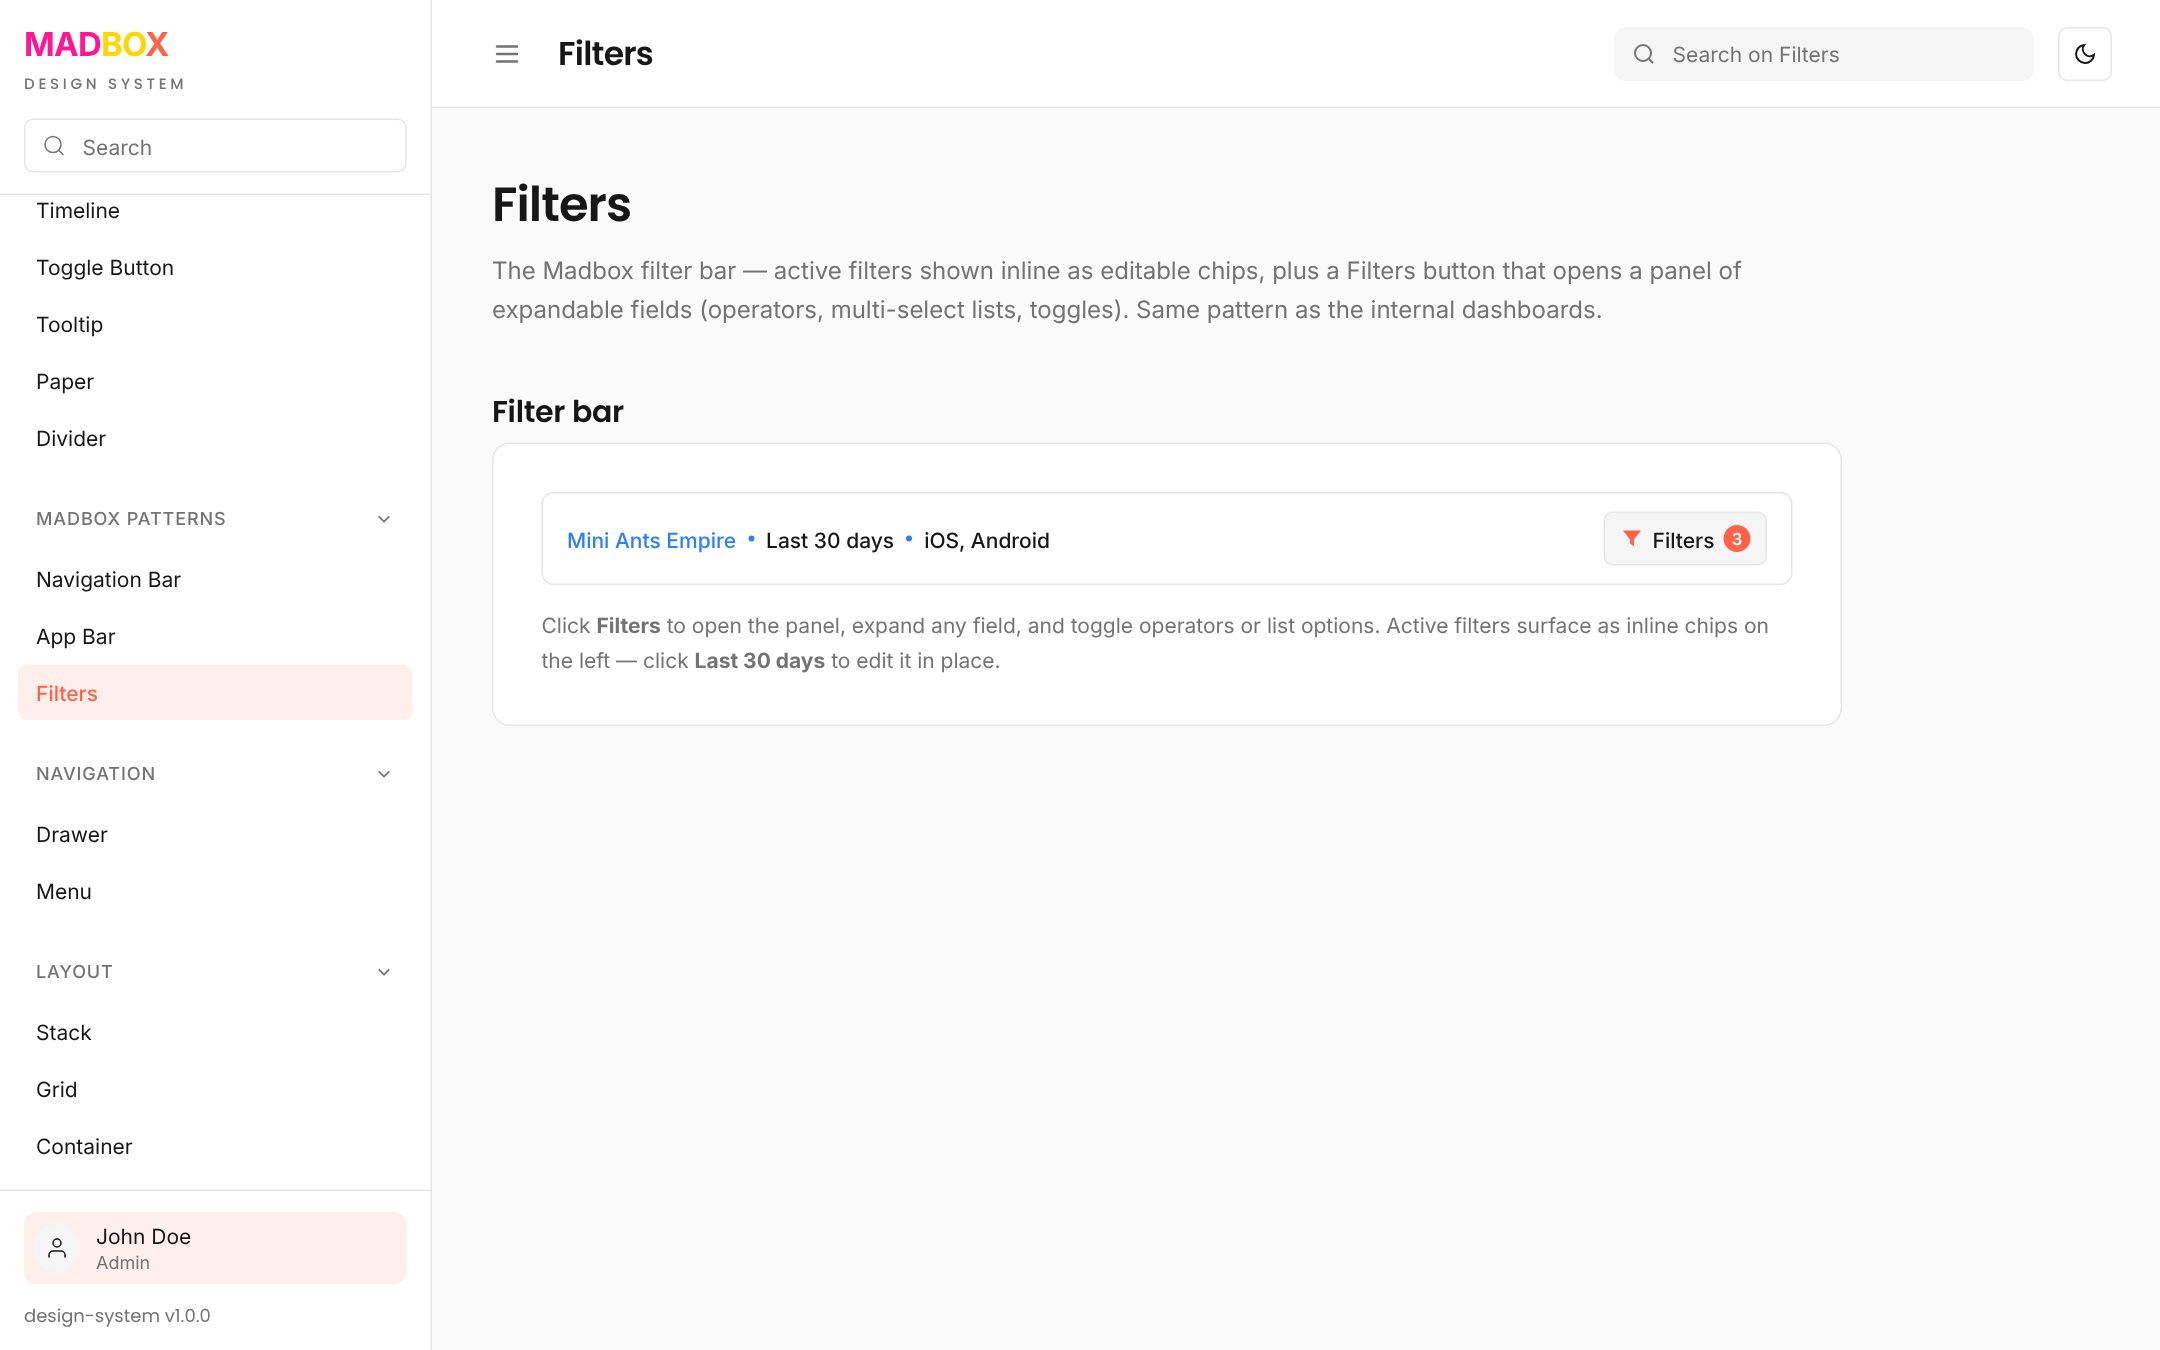 MADBOX
DESIGN SYSTEM
Search
Timeline
Toggle Button
Tooltip
Paper
Divider
MADBOX PATTERNS
Navigation Bar
App Bar
Filters
NAVIGATION
Drawer
Menu
LAYOUT
Stack
Grid
Container
John Doe
Admin
design-system v1.0.0
Filters
Search on Filters
Filters
The Madbox filter bar — active filters shown inline as editable chips, plus a Filters button that opens a panel of
expandable fields (operators, multi-select lists, toggles). Same pattern as the internal dashboards.
Filter bar
Mini Ants Empire • Last 30 days • iOS, Android
Filters 3
Click Filters to open the panel, expand any field, and toggle operators or list options. Active filters surface as inline chips on
the left — click Last 30 days to edit it in place.